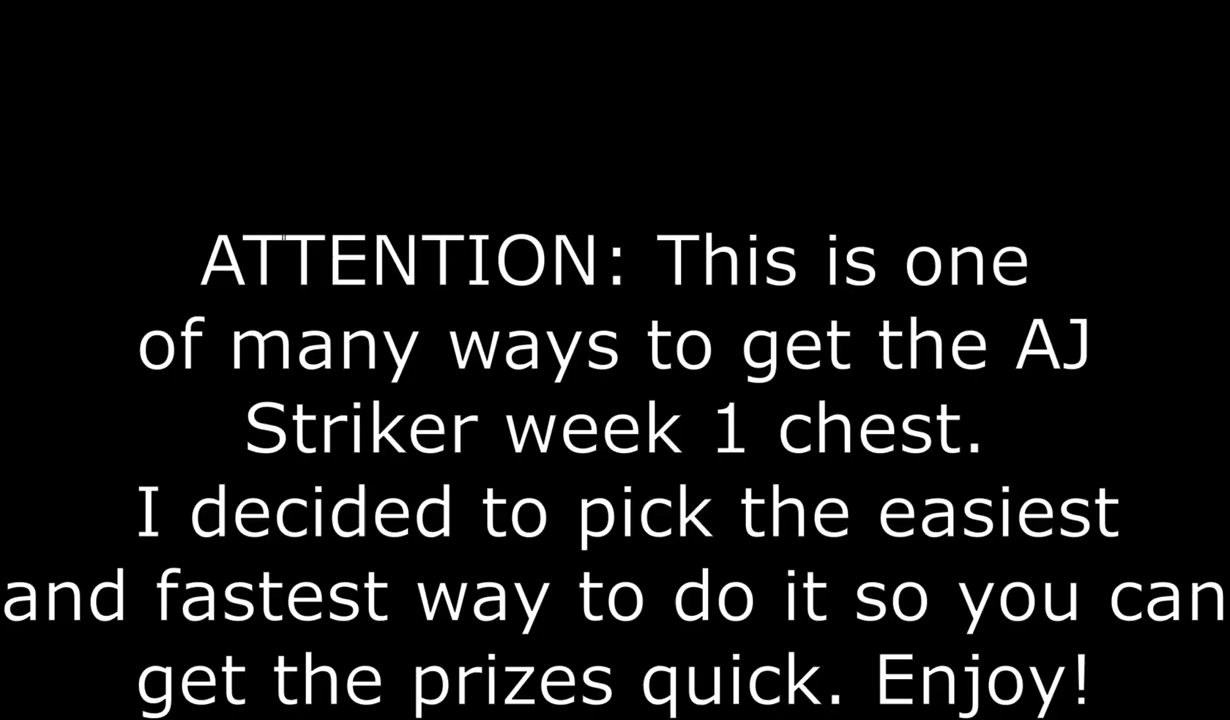 ATTENTION: This is one
of many ways to get the AJ
Striker week 1 chest.
I decided to pick the easiest
and fastest way to do it so you can
get the prizes quick. Enjoy!